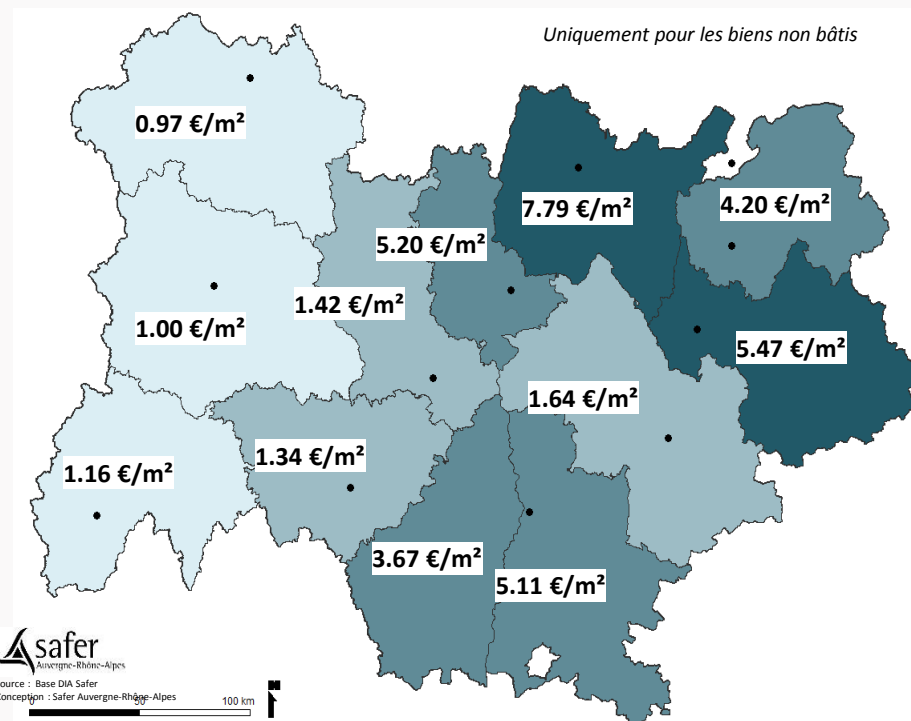 Uniquement pour les biens non bâtis
0.97 €/m²
7.79 €/m²
4.20 €/m²
5.20 €/m²
1.42 €/m²
1.00 €/m²
5.47 €/m²
1.64 €/m²
1.34 €/m²
1.16 €/m²
3.67 €/m²
5.11 €/m²
safer
Auvergne-Rhône-Alpes
ource : Base DIA Safer
Conception : Safer Auvergne-Rhône-Alpes
0 50 100 km